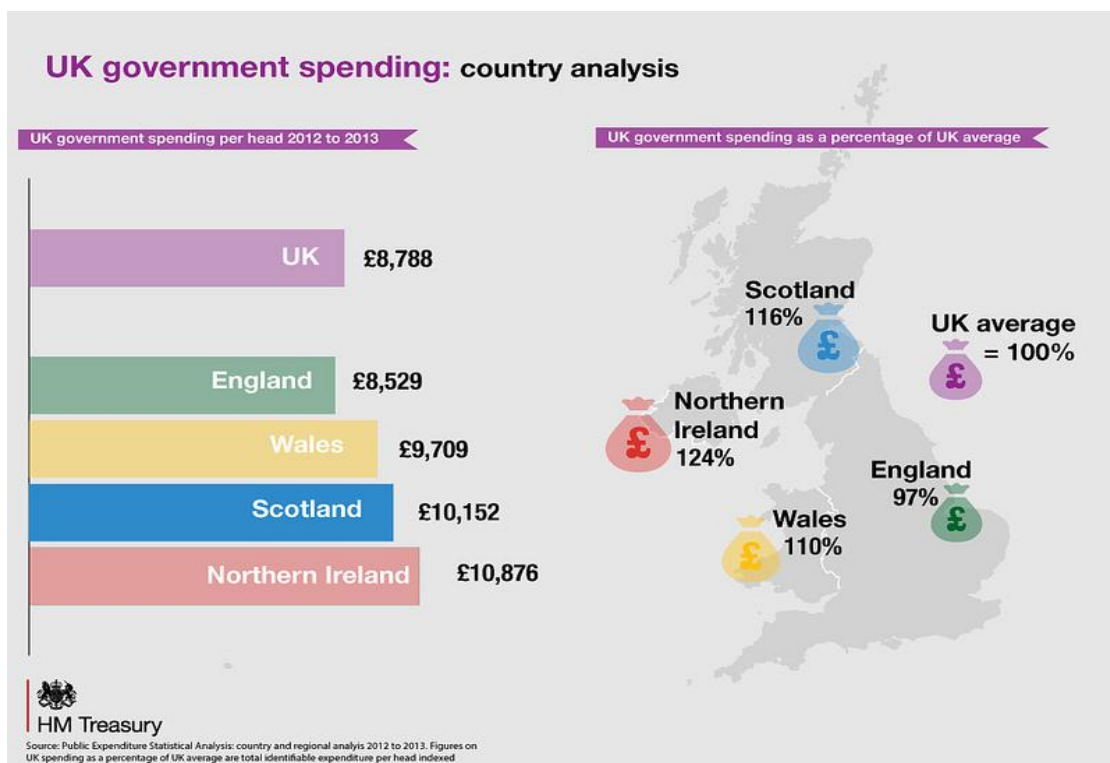 UK government spending: country analysis
UK government spending per head 2012 to 2013
UK £8,788
England £8,529
Wales £9,709
Scotland £10,152
Northern Ireland £10,876
UK government spending as a percentage of UK average
Scotland
116%
£
UK average
= 100%
£
Northern
Ireland
124%
£
England
97%
£
Wales
110%
£
HM Treasury
Source: Public Expenditure Statistical Analysis: country and regional analyis 2012 to 2013. Figures on
UK spending as a percentage of UK average are total identifiable expenditure per head indexed